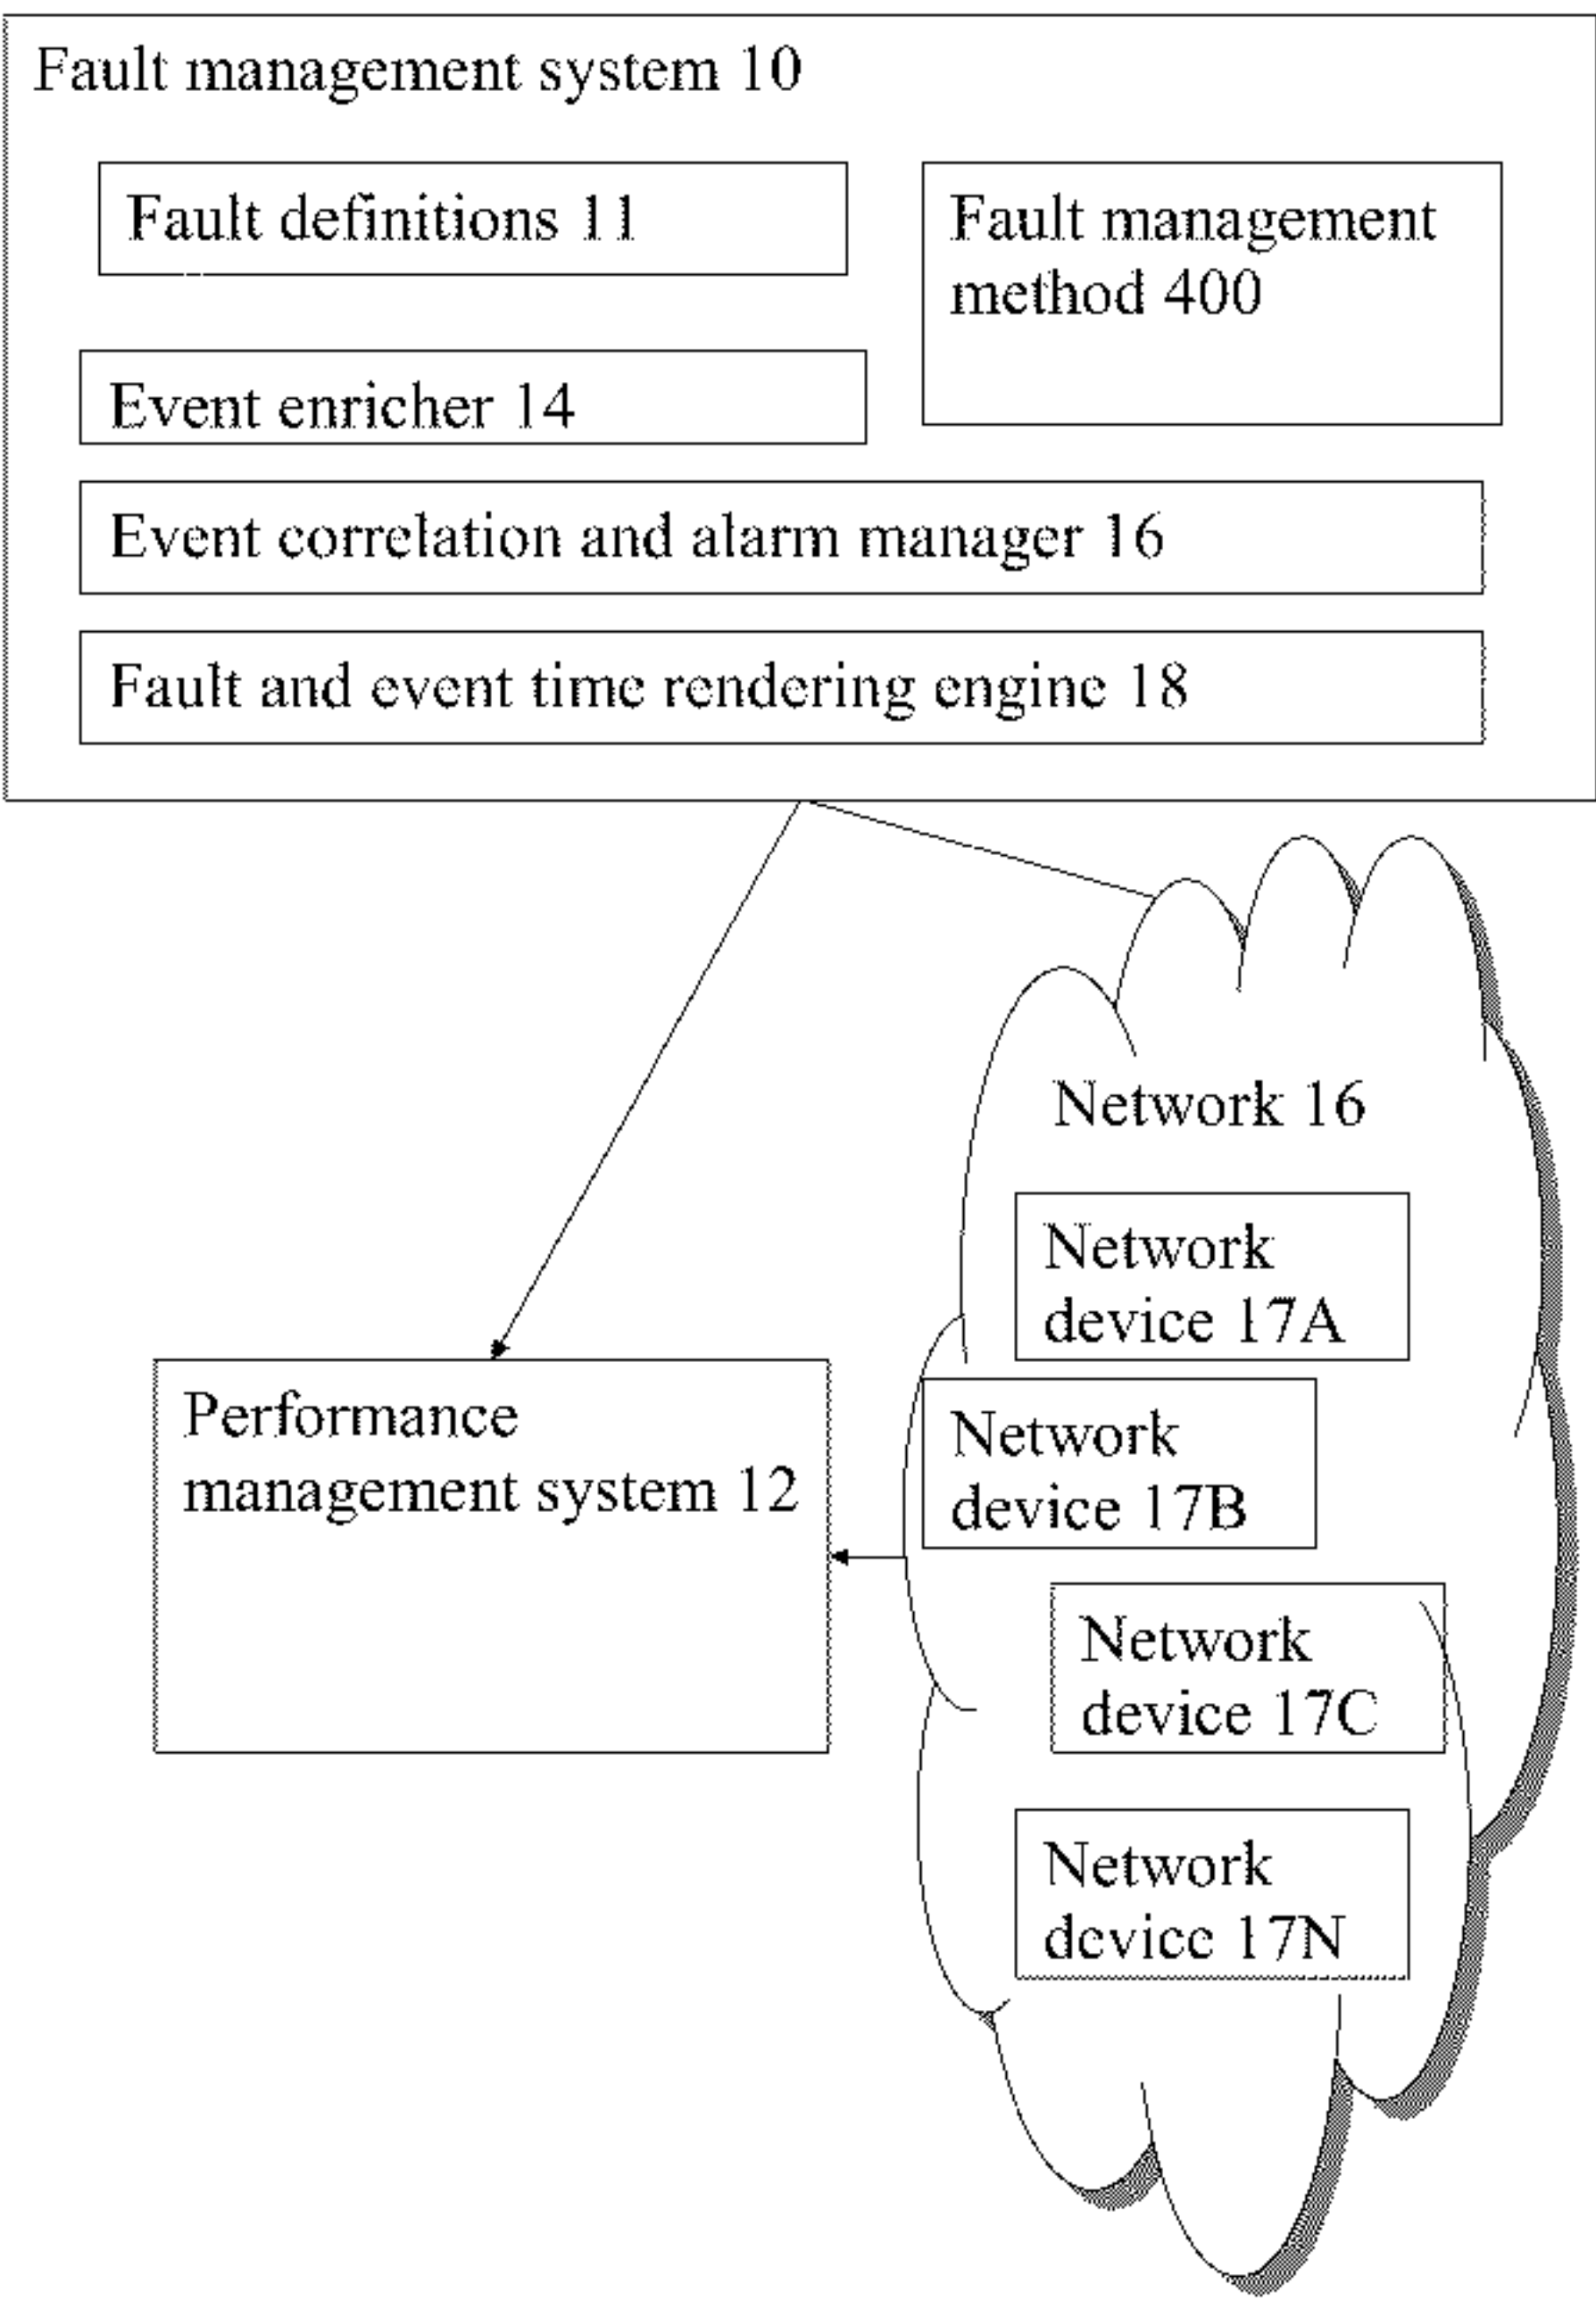 Fault management system 10
Fault definitions 11
Fault management
method 400
Event enricher 14
Event correlation and alarm manager 16
Fault and event time rendering engine 18
Network 16
Network
device 17A
Performance
management system 12
Network
device 17B
Network
device 17C
Network
device 17N